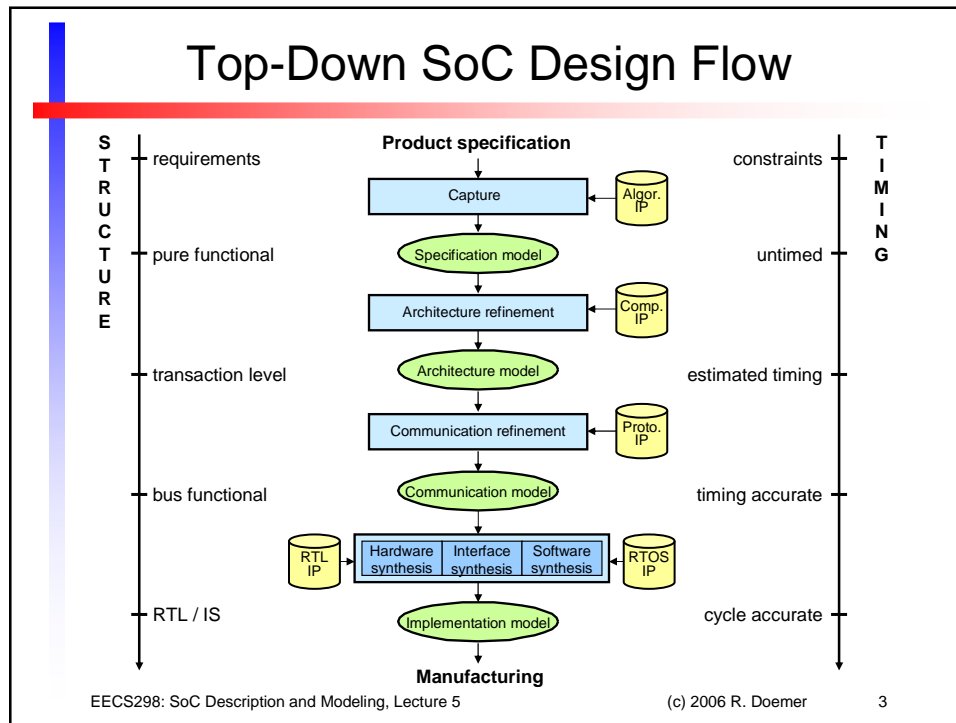 Top-Down SoC Design Flow
STRUCTURE
TIMING
Product specification
requirements
constraints
Capture
Algor.
IP
pure functional
Specification model
untimed
Architecture refinement
Comp.
IP
transaction level
Architecture model
estimated timing
Communication refinement
Proto.
IP
bus functional
Communication model
timing accurate
RTL
IP
Hardware
synthesis
Interface
synthesis
Software
synthesis
RTOS
IP
RTL / IS
Implementation model
cycle accurate
Manufacturing
EECS298: SoC Description and Modeling, Lecture 5
(c) 2006 R. Doemer
3